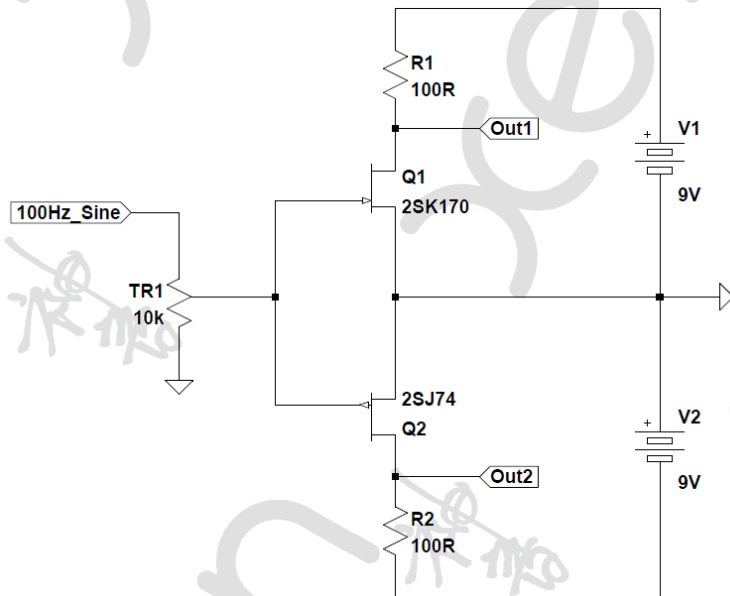 R1
100R
Out1
V1
+
9V
Q1
2SK170
100Hz_Sine
TR1
10k
2SJ74
Q2
V2
+
9V
Out2
R2
100R